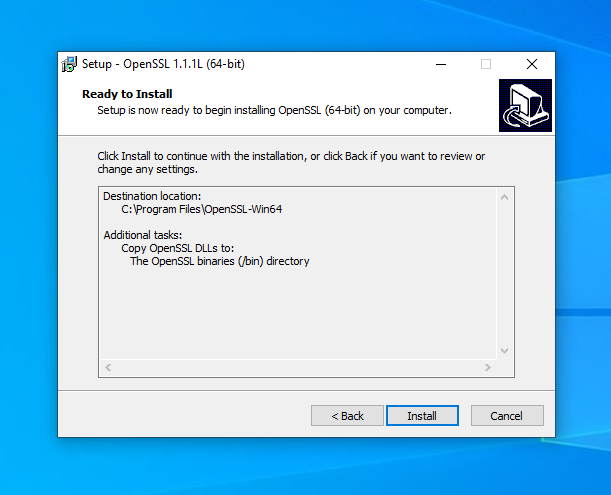 Setup - OpenSSL 1.1.1L (64-bit)
Ready to Install
Setup is now ready to begin installing OpenSSL (64-bit) on your computer.
Click Install to continue with the installation, or click Back if you want to review or
change any settings.
Destination location:
C:\Program Files\OpenSSL-Win64
Additional tasks:
Copy OpenSSL DLLs to:
The OpenSSL binaries (/bin) directory
< Back
Install
Cancel